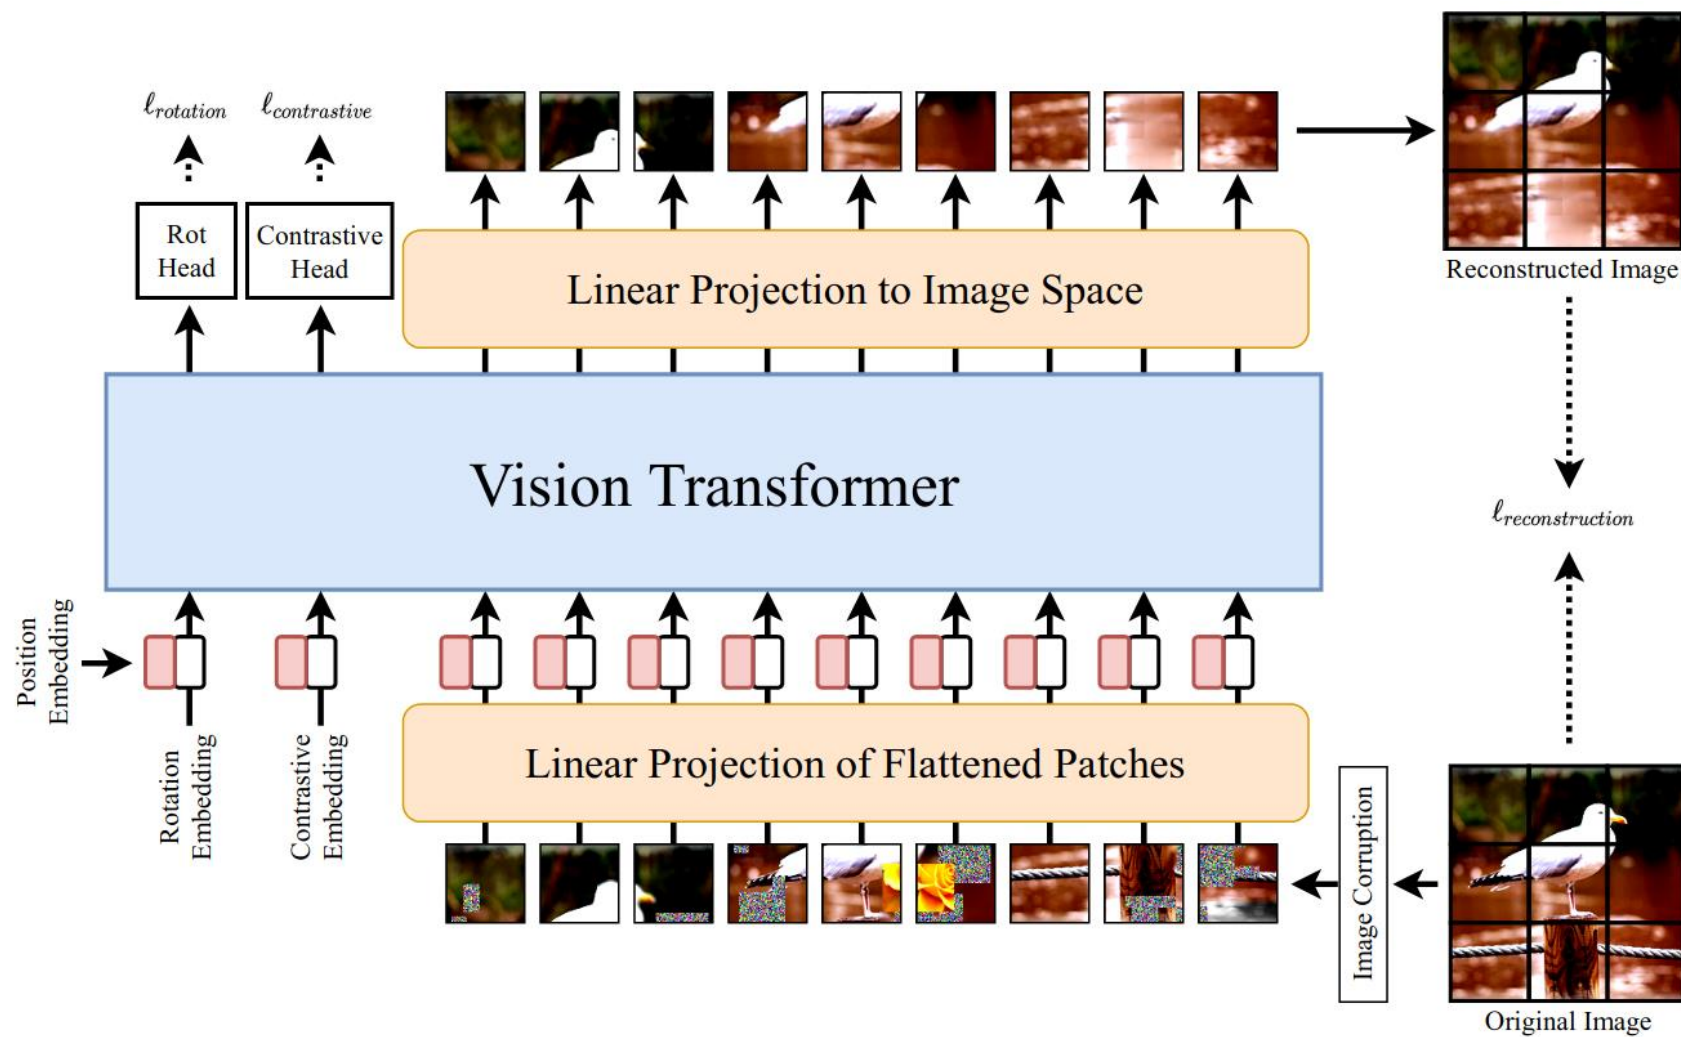 ℓrotation
ℓcontrastive
Rot
Head
Contrastive
Head
Linear Projection to Image Space
Reconstructed Image
Vision Transformer
ℓreconstruction
Position
Embedding
Rotation
Embedding
Contrastive
Embedding
Linear Projection of Flattened Patches
Image Corruption
Original Image